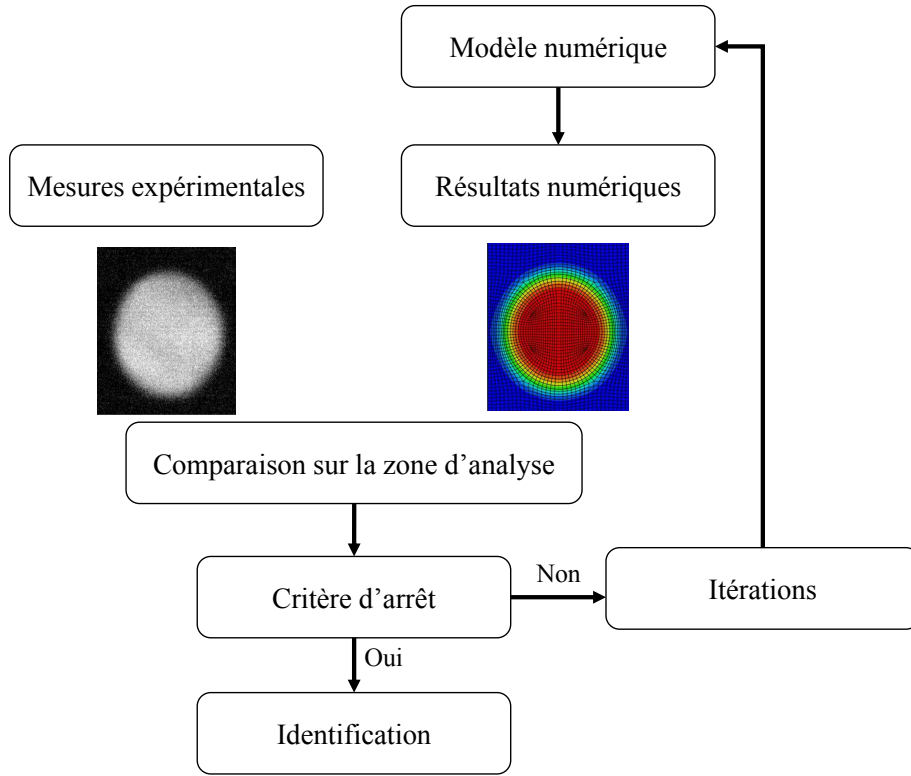 Modèle numérique
Mesures expérimentales
Résultats numériques
Comparaison sur la zone d’analyse
Critère d’arrêt
Non
Itérations
Oui
Identification